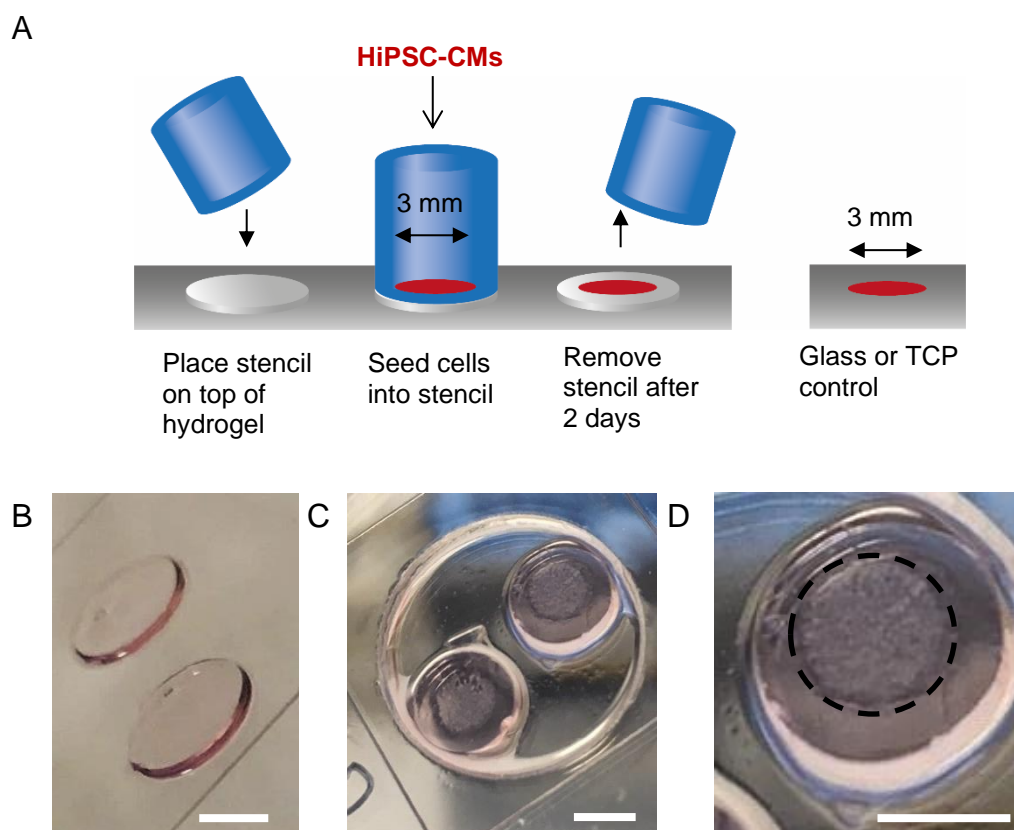 A
HiPSC-CMs
3 mm
3 mm
Place stencil
on top of
hydrogel
Seed cells
into stencil
Remove
stencil after
2 days
Glass or TCP
control
B
C
D